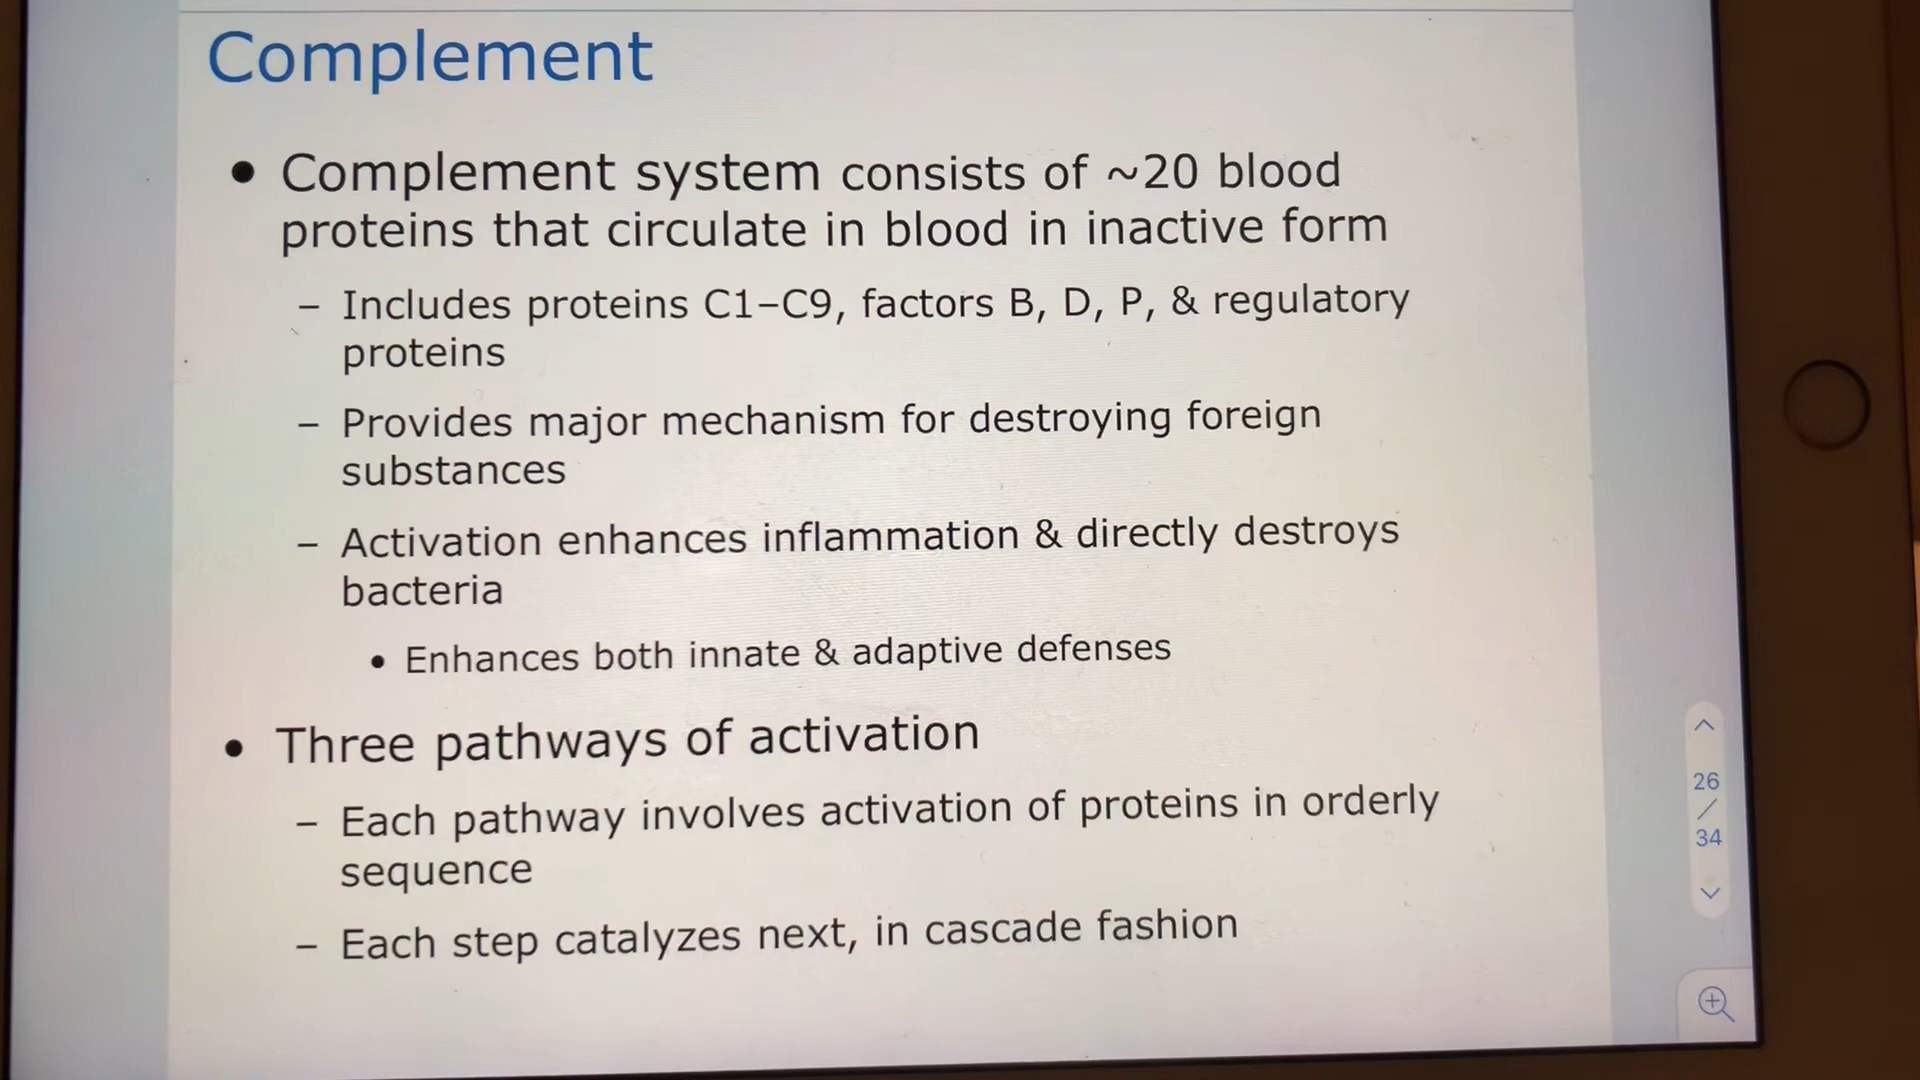 Complement
• Complement system consists of ~20 blood
proteins that circulate in blood in inactive form
– Includes proteins C1–C9, factors B, D, P, & regulatory
proteins
– Provides major mechanism for destroying foreign
substances
– Activation enhances inflammation & directly destroys
bacteria
• Enhances both innate & adaptive defenses
• Three pathways of activation
– Each pathway involves activation of proteins in orderly
sequence
– Each step catalyzes next, in cascade fashion
26
/
34